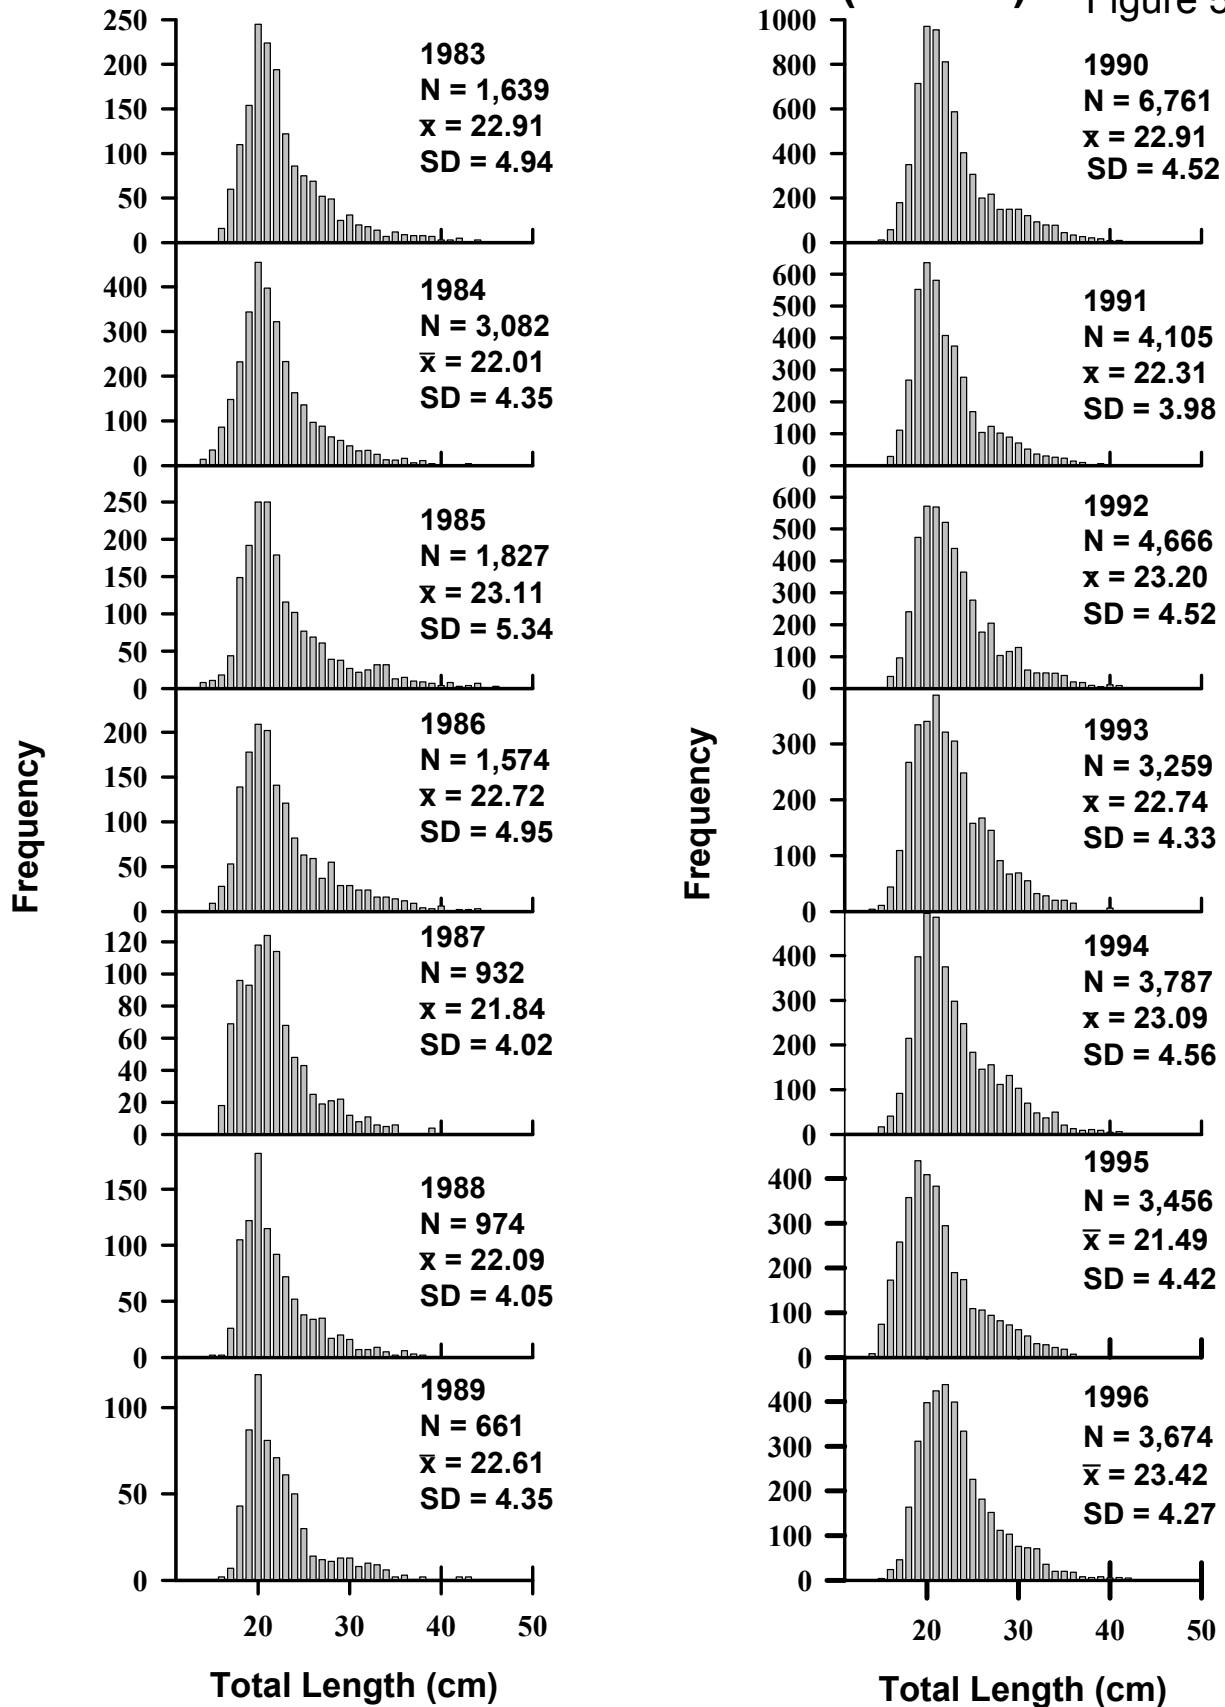 Figure 5
250
200
150
100
50
0
1983
N = 1,639
x̄ = 22.91
SD = 4.94
400
300
200
100
0
1984
N = 3,082
x̄ = 22.01
SD = 4.35
250
200
150
100
50
0
1985
N = 1,827
x̄ = 23.11
SD = 5.34
200
150
100
50
0
1986
N = 1,574
x̄ = 22.72
SD = 4.95
120
100
80
60
40
20
0
1987
N = 932
x̄ = 21.84
SD = 4.02
150
100
50
0
1988
N = 974
x̄ = 22.09
SD = 4.05
100
50
0
1989
N = 661
x̄ = 22.61
SD = 4.35
20 30 40 50
Frequency
Total Length (cm)
1000
800
600
400
200
0
1990
N = 6,761
x̄ = 22.91
SD = 4.52
600
500
400
300
200
100
0
1991
N = 4,105
x̄ = 22.31
SD = 3.98
600
500
400
300
200
100
0
1992
N = 4,666
x̄ = 23.20
SD = 4.52
300
200
100
0
1993
N = 3,259
x̄ = 22.74
SD = 4.33
400
300
200
100
0
1994
N = 3,787
x̄ = 23.09
SD = 4.56
400
300
200
100
0
1995
N = 3,456
x̄ = 21.49
SD = 4.42
400
300
200
100
0
1996
N = 3,674
x̄ = 23.42
SD = 4.27
20 30 40 50
Frequency
Total Length (cm)